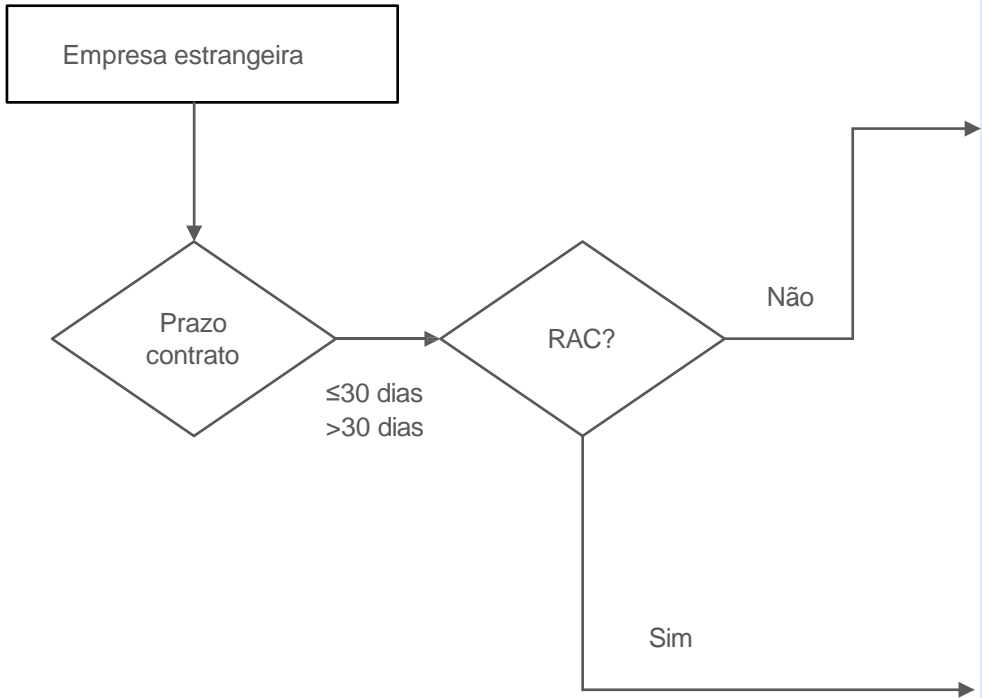 Empresa estrangeira
Prazo
contrato
≤30 dias
>30 dias
RAC?
Não
Sim